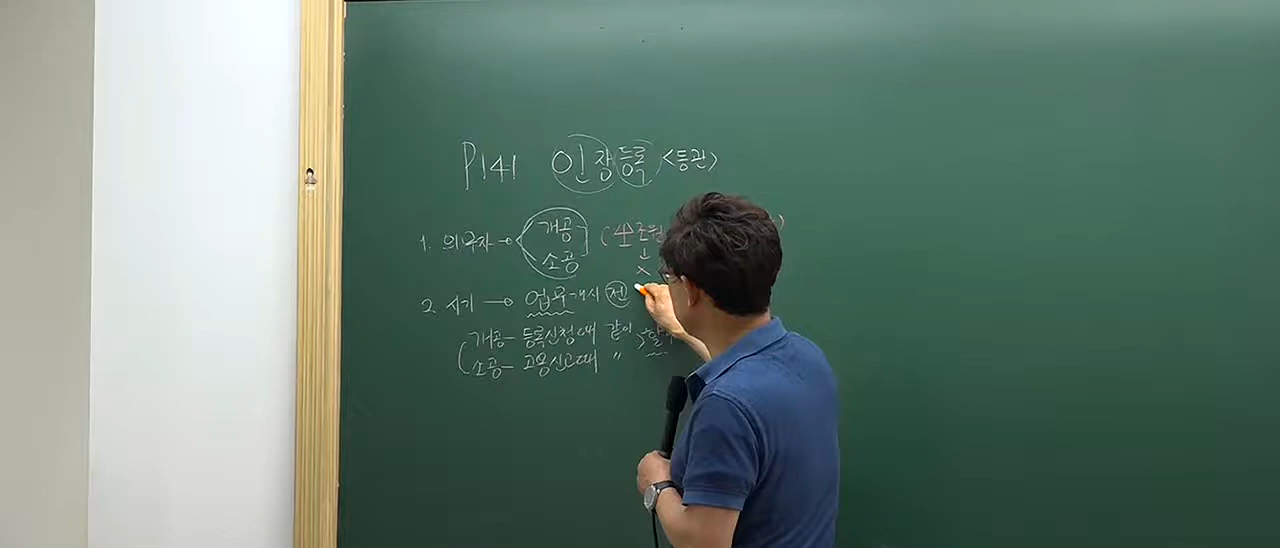 P141 인장등록 <등관>
1. 의무자 → 개공
소공
(소
↓
×
2. 시기 → 업무개시 전
개공 - 등록신청때 같이 할
소공 - 고용신고때 〃